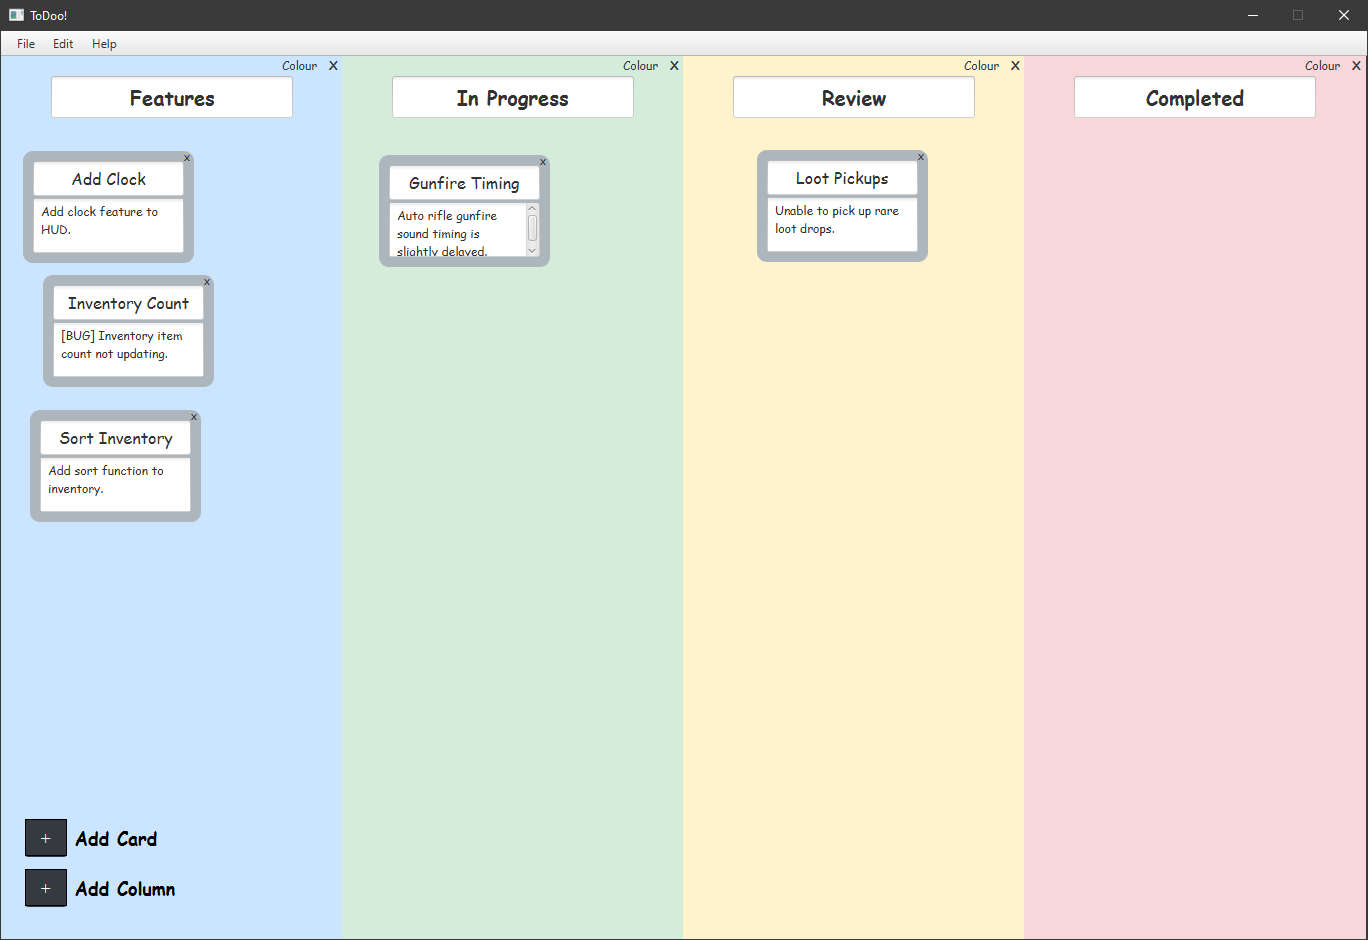 ToDoo!
File Edit Help
Colour X
Features
Add Clock x
Add clock feature to
HUD.
Inventory Count x
[BUG] Inventory item
count not updating.
Sort Inventory x
Add sort function to
inventory.
+ Add Card
+ Add Column
Colour X
In Progress
Gunfire Timing x
Auto rifle gunfire
sound timing is
slightly delayed.
Colour X
Review
Loot Pickups x
Unable to pick up rare
loot drops.
Colour X
Completed